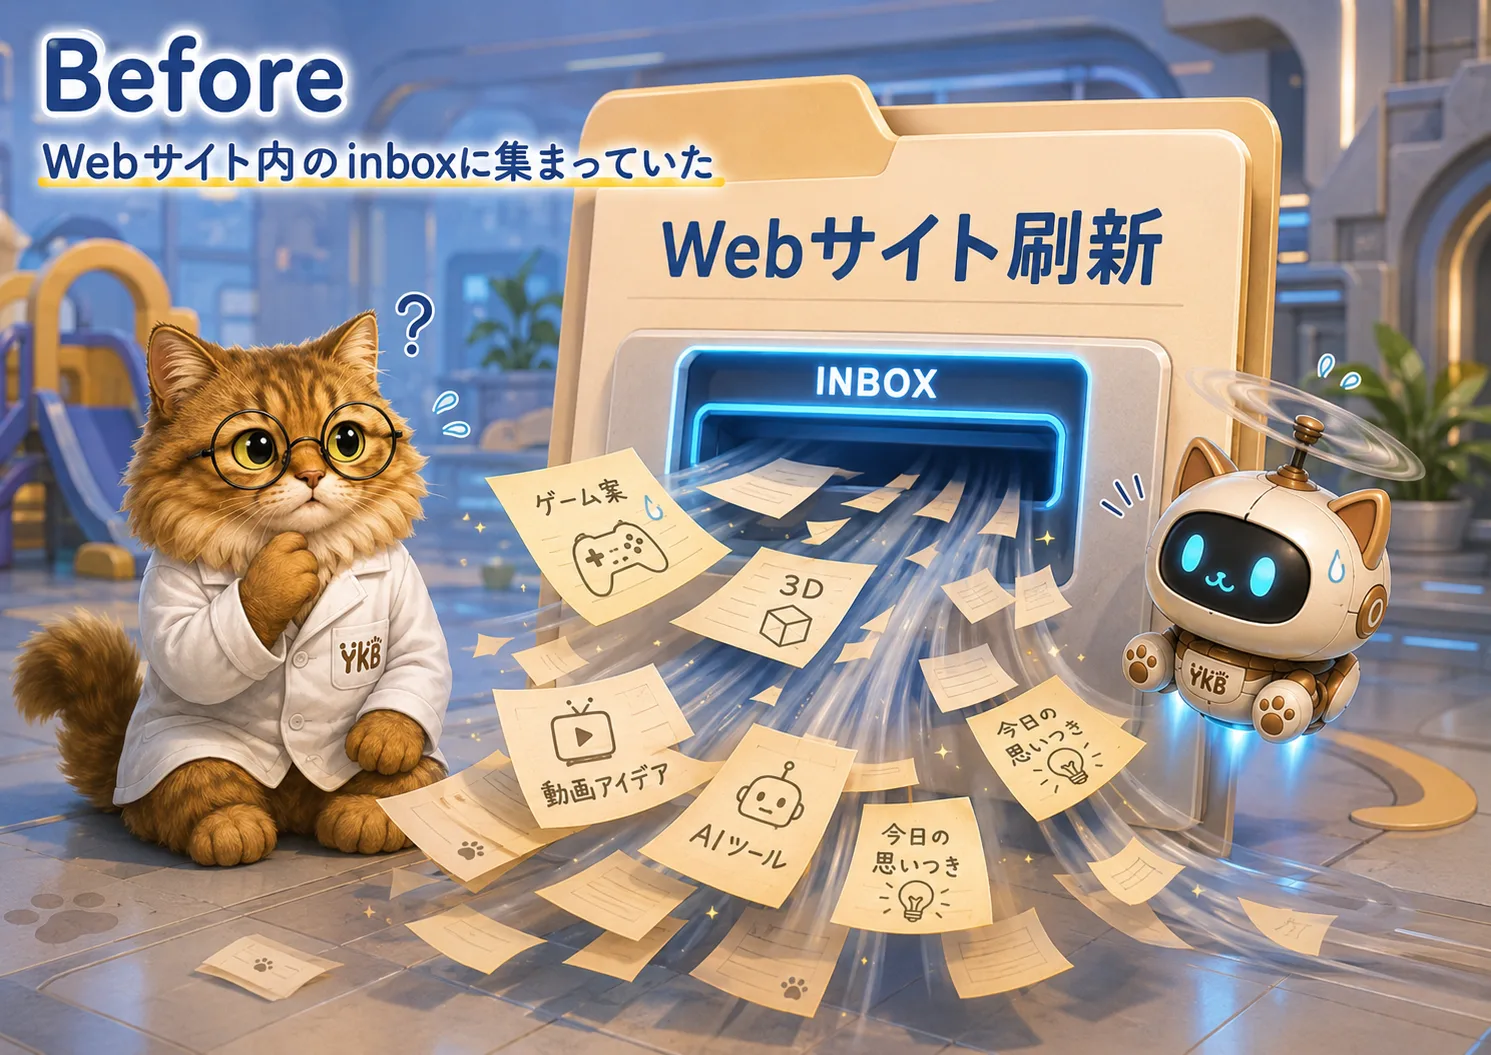 Before
Webサイト内のinboxに集まっていた
Webサイト刷新
INBOX
?
ゲーム案
3D
動画アイデア
AIツール
今日の
思いつき
今日の
思いつき
YKB
YKB